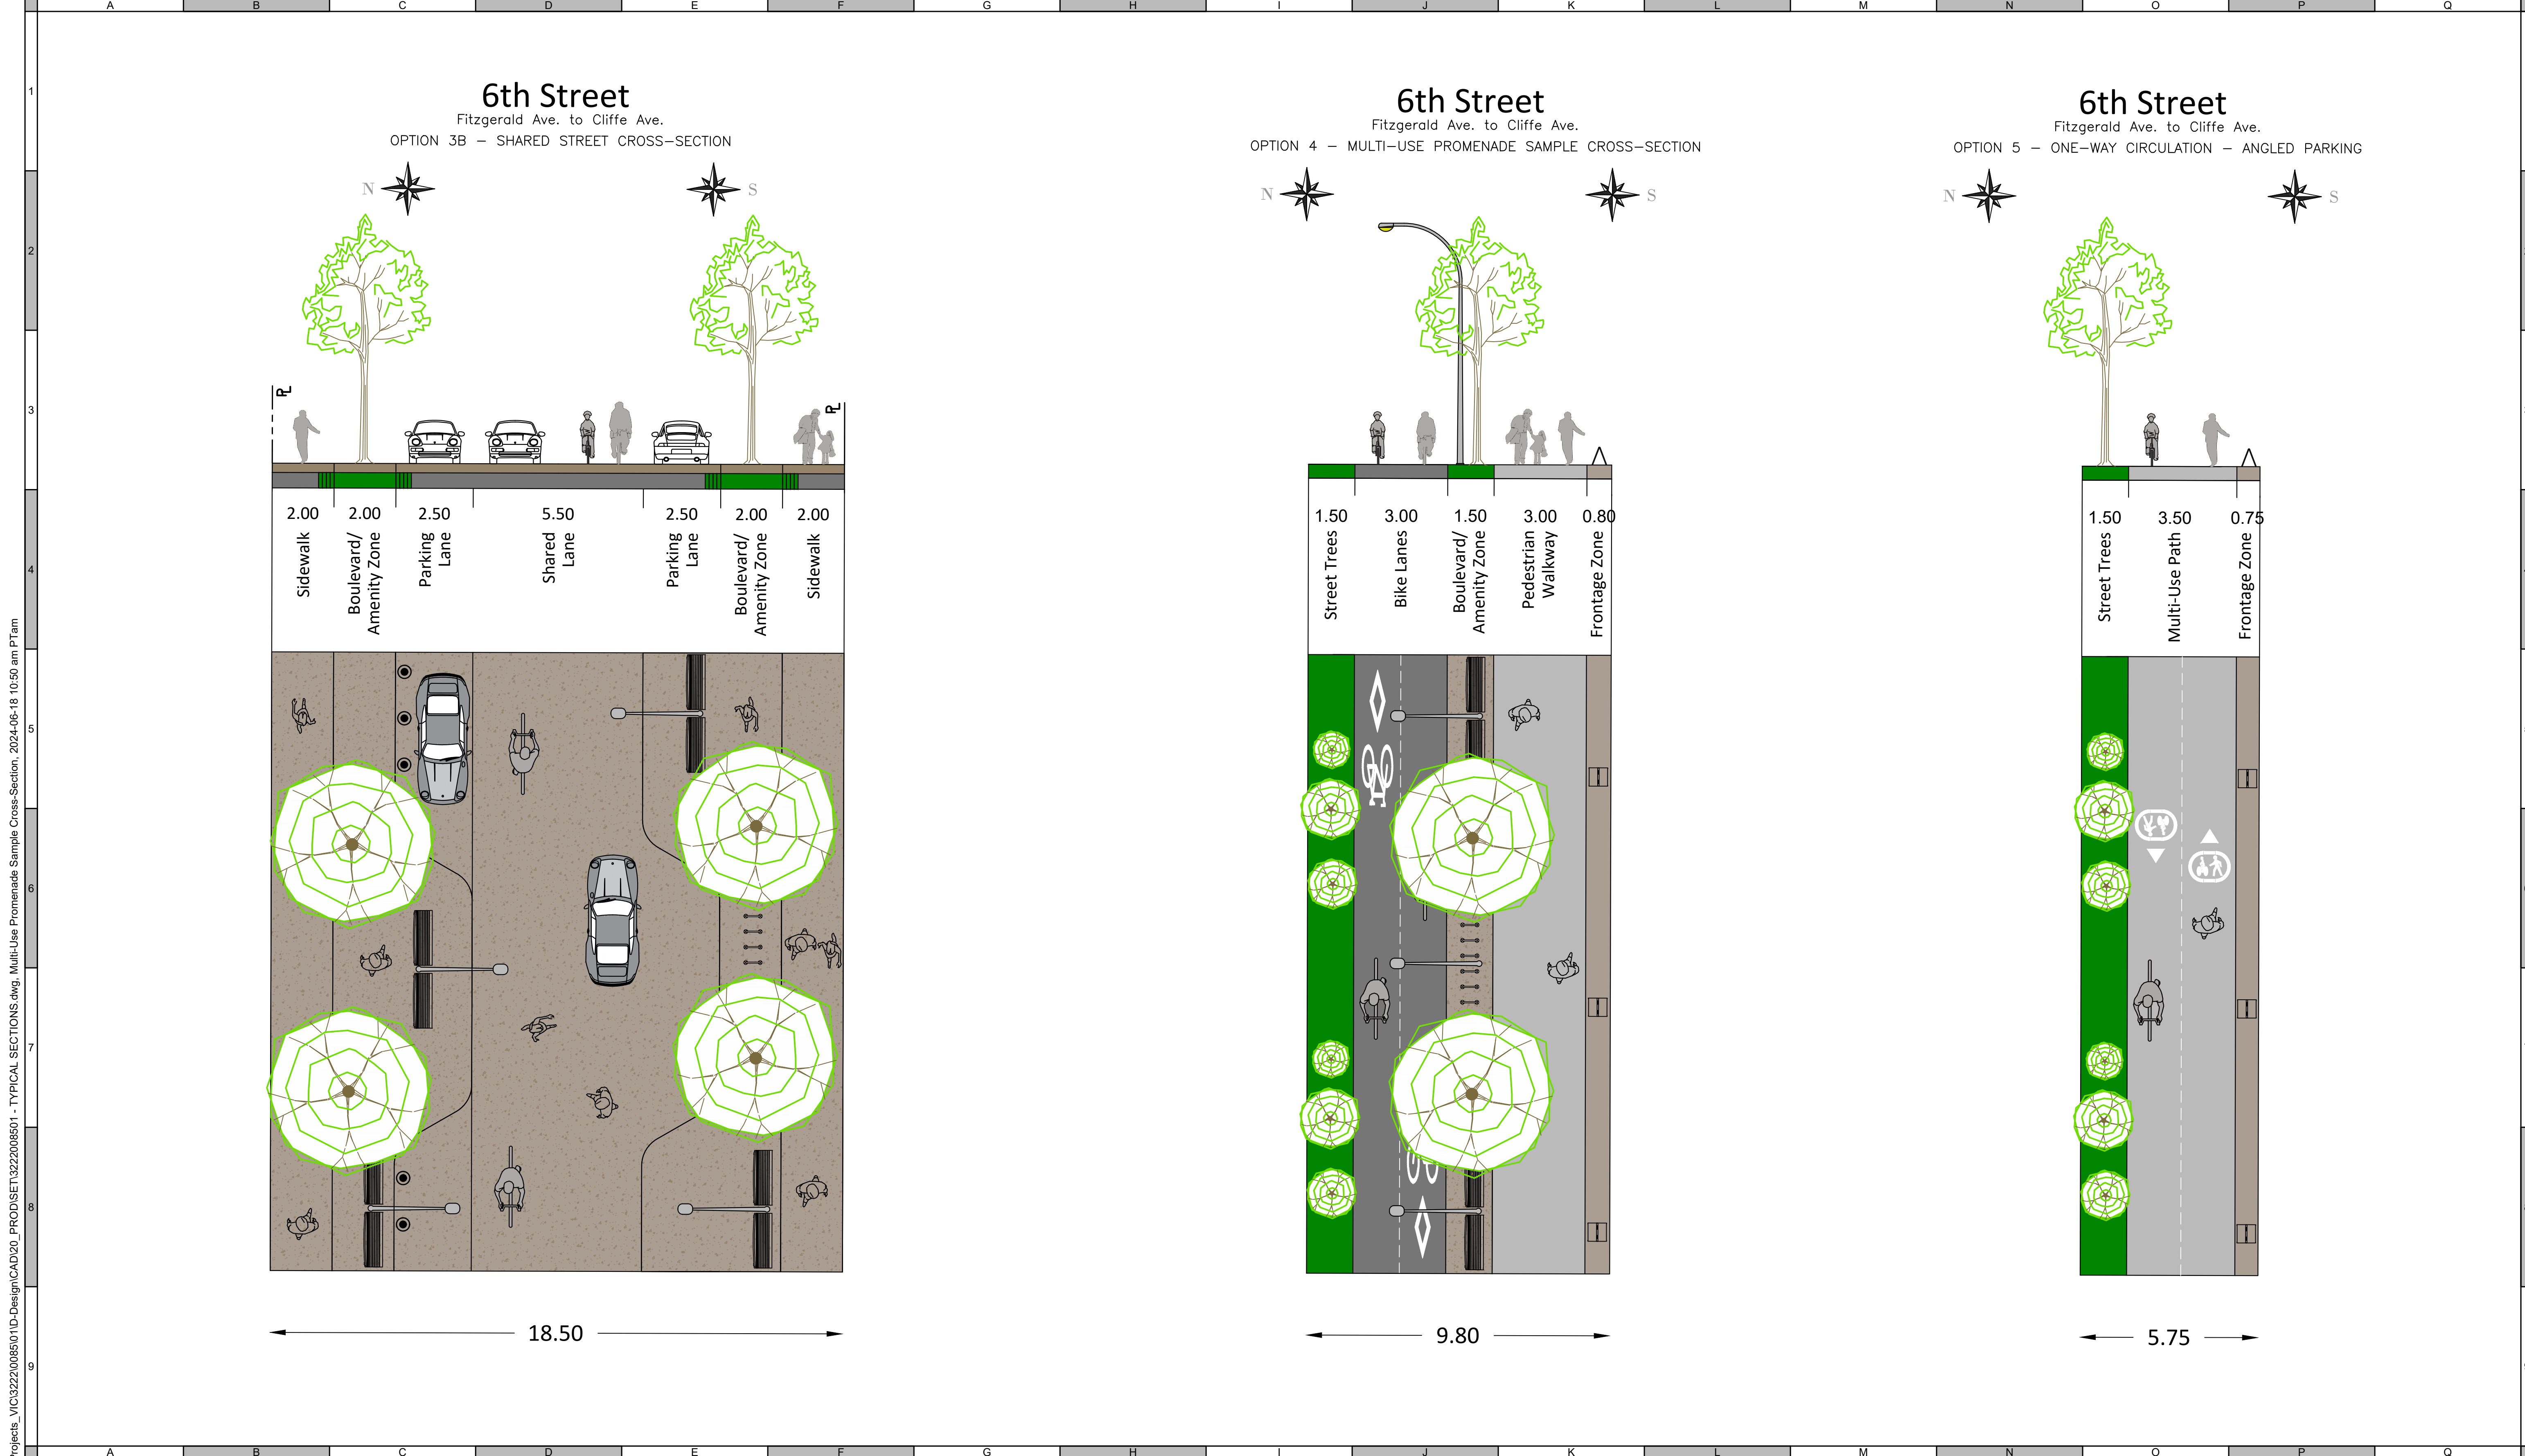 A B C D E F G H I J K L M N O P Q
6th Street
Fitzgerald Ave. to Cliffe Ave.
OPTION 3B – SHARED STREET CROSS–SECTION
N S
PL
PL
2.00 2.00 2.50 5.50 2.50 2.00 2.00
Sidewalk
Boulevard/
Amenity Zone
Parking
Lane
Shared
Lane
Parking
Lane
Boulevard/
Amenity Zone
Sidewalk
18.50
6th Street
Fitzgerald Ave. to Cliffe Ave.
OPTION 4 – MULTI–USE PROMENADE SAMPLE CROSS–SECTION
N S
1.50 3.00 1.50 3.00 0.80
Street Trees
Bike Lanes
Boulevard/
Amenity Zone
Pedestrian
Walkway
Frontage Zone
9.80
6th Street
Fitzgerald Ave. to Cliffe Ave.
OPTION 5 – ONE–WAY CIRCULATION – ANGLED PARKING
N S
1.50 3.50 0.75
Street Trees
Multi-Use Path
Frontage Zone
5.75
1
2
3
4
5
6
7
8
9
rojects_VIC\3222\0085\01\D-Design\CAD\20_PROD\SET\3222008501 - TYPICAL SECTIONS.dwg, Multi-Use Promenade Sample Cross-Section, 2024-06-18 10:50 am PTam
A B C D E F G H I J K L M N O P Q